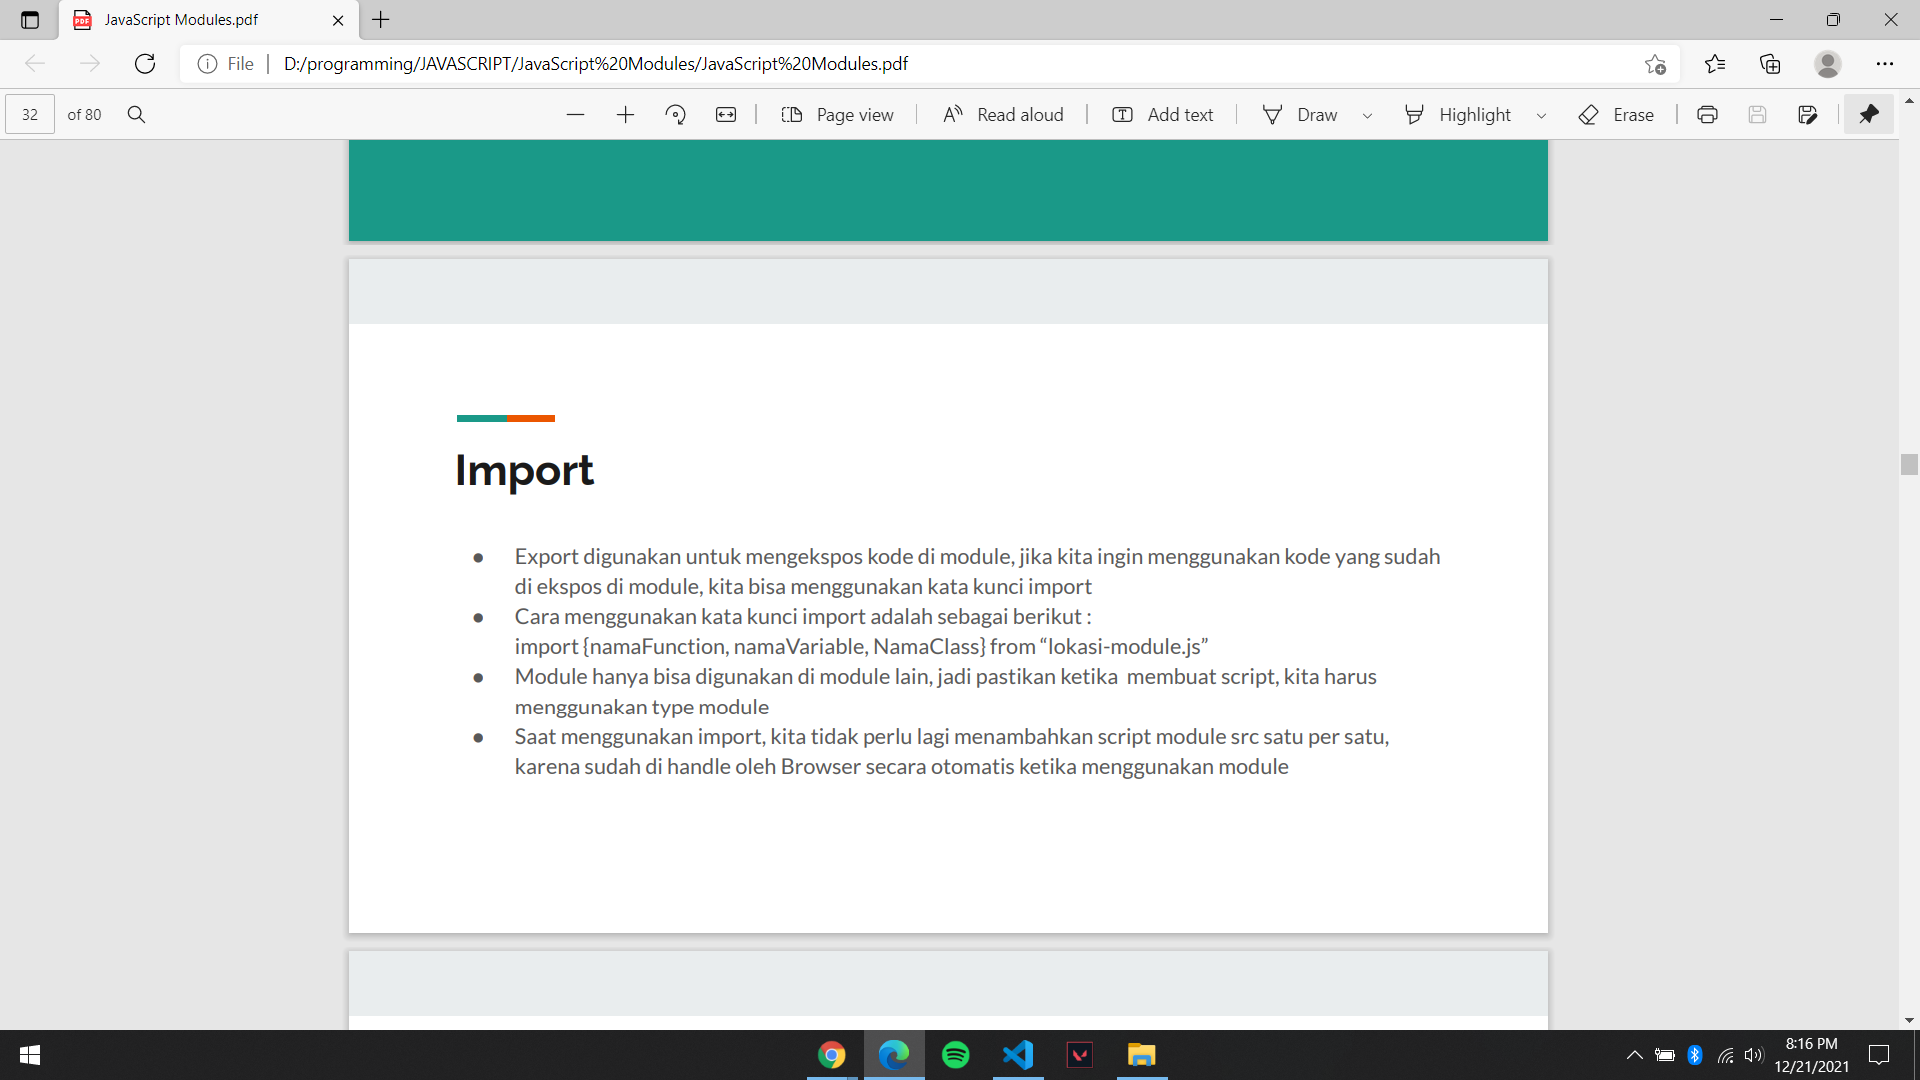 JavaScript Modules.pdf
File
D:/programming/JAVASCRIPT/JavaScript%20Modules/JavaScript%20Modules.pdf
32 of 80
Page view
Read aloud
Add text
Draw
Highlight
Erase
Import
● Export digunakan untuk mengekspos kode di module, jika kita ingin menggunakan kode yang sudah
di ekspos di module, kita bisa menggunakan kata kunci import
● Cara menggunakan kata kunci import adalah sebagai berikut :
import {namaFunction, namaVariable, NamaClass} from “lokasi-module.js”
● Module hanya bisa digunakan di module lain, jadi pastikan ketika  membuat script, kita harus
menggunakan type module
● Saat menggunakan import, kita tidak perlu lagi menambahkan script module src satu per satu,
karena sudah di handle oleh Browser secara otomatis ketika menggunakan module
8:16 PM
12/21/2021